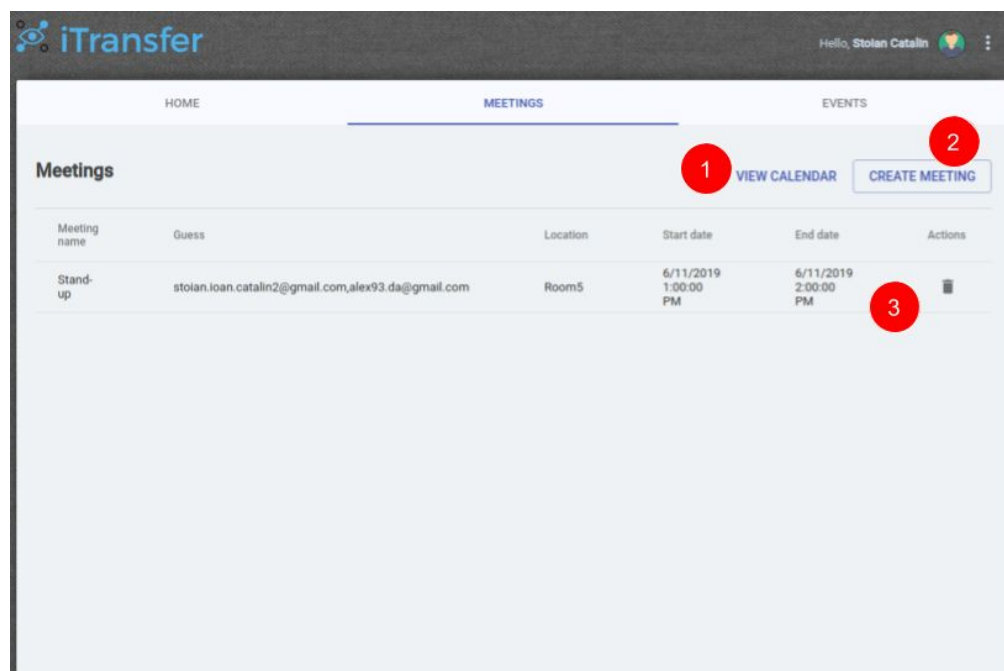 iTransfer
Hello, Stoian Catalin
HOME MEETINGS EVENTS
2
Meetings 1 VIEW CALENDAR CREATE MEETING
Meeting
name Guess Location Start date End date Actions
Stand-
up stoian.ioan.catalin2@gmail.com,alex93.da@gmail.com Room5 6/11/2019 6/11/2019
1:00:00 2:00:00
PM PM
3